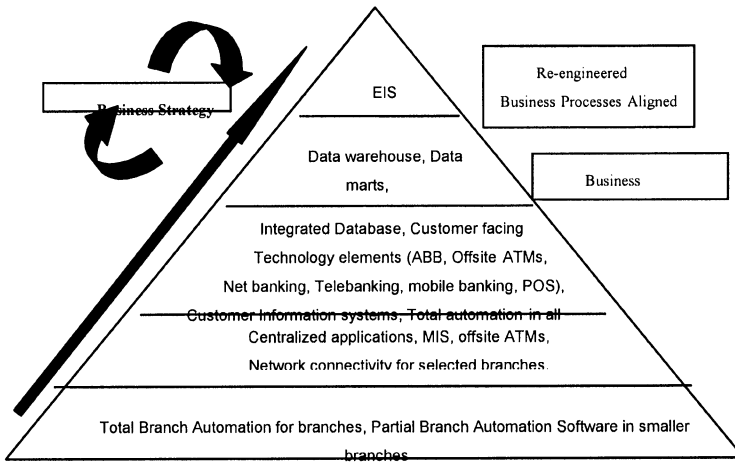 Business Strategy
EIS
Re-engineered
Business Processes Aligned
Data warehouse, Data
marts,
Business
Integrated Database, Customer facing
Technology elements (ABB, Offsite ATMs,
Net banking, Telebanking, mobile banking, POS),
Customer Information systems, Total automation in all
Centralized applications, MIS, offsite ATMs,
Network connectivity for selected branches.
Total Branch Automation for branches, Partial Branch Automation Software in smaller
branches